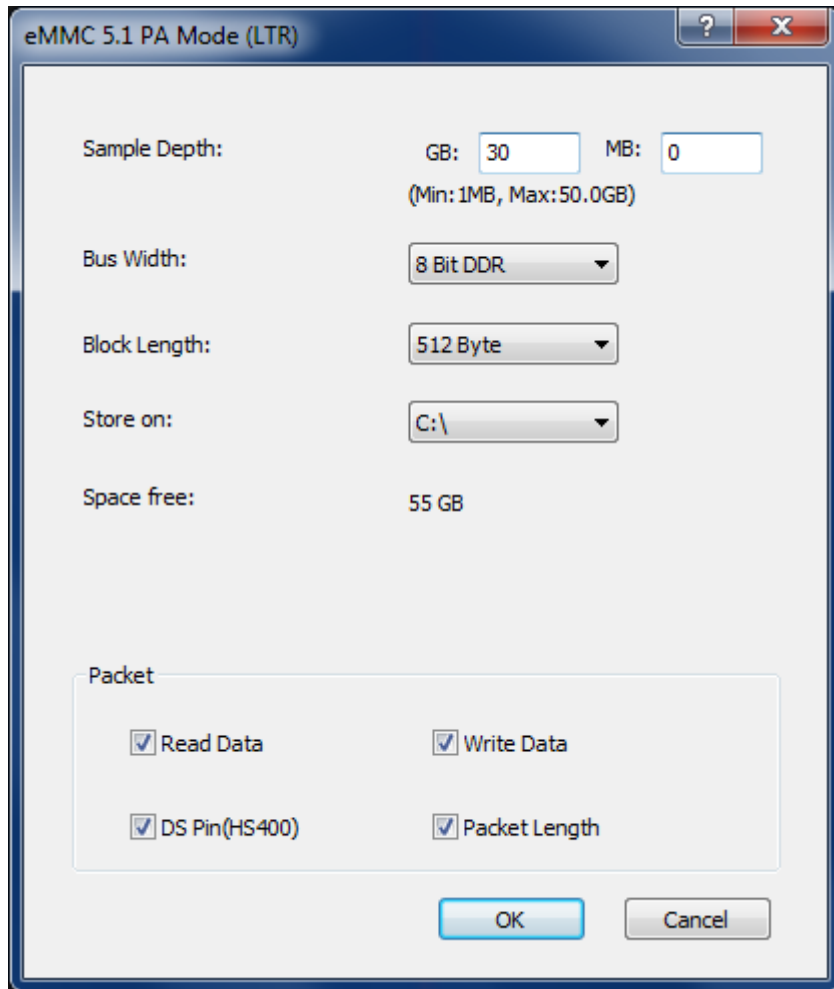 eMMC 5.1 PA Mode (LTR)
?
Sample Depth: GB: 30 MB: 0
(Min:1MB, Max:50.0GB)
Bus Width: 8 Bit DDR
Block Length: 512 Byte
Store on: C:\
Space free: 55 GB
Packet
Read Data Write Data
DS Pin(HS400) Packet Length
OK Cancel